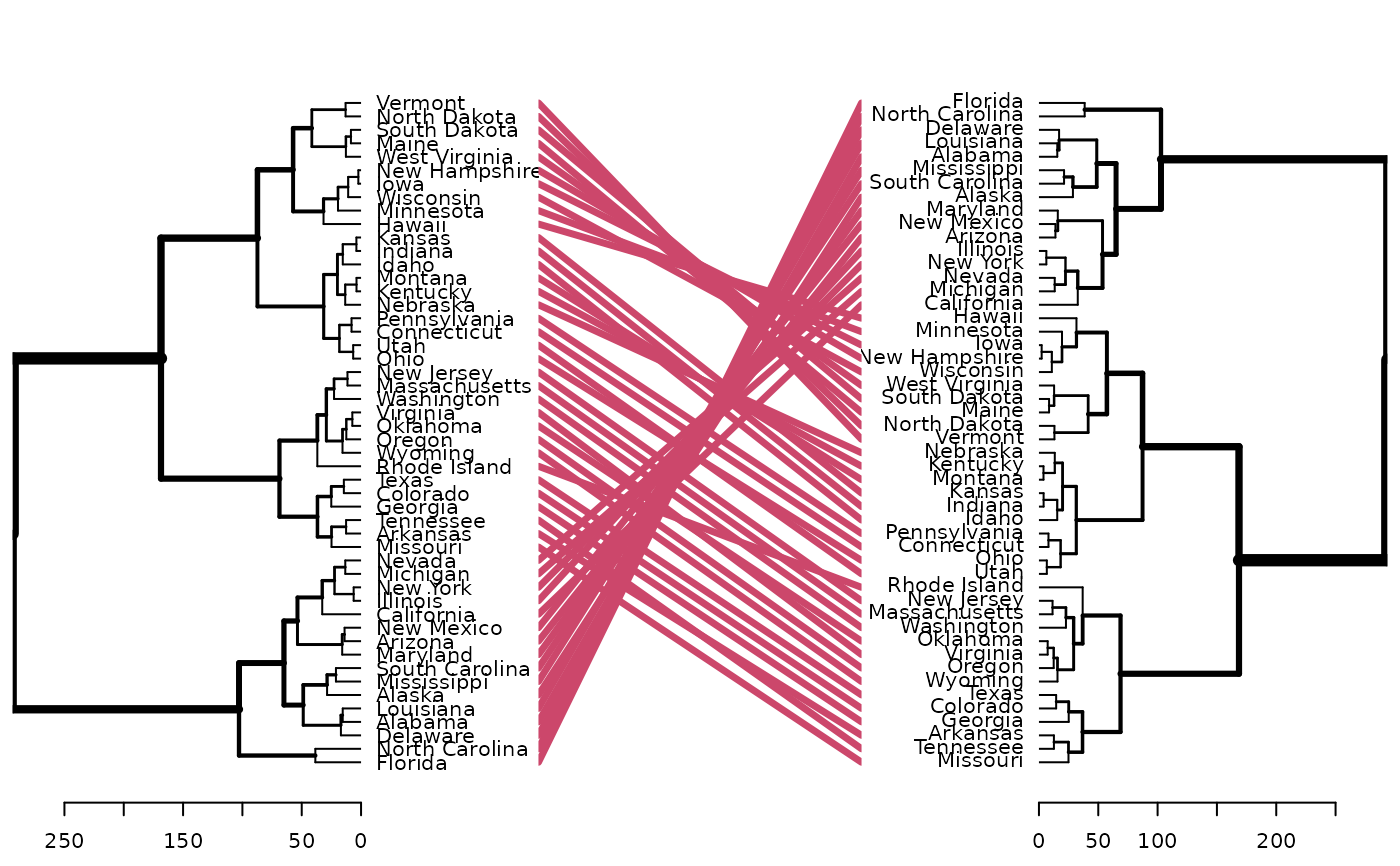 Vermont
North Dakota
South Dakota
Maine
West Virginia
New Hampshire
Iowa
Wisconsin
Minnesota
Hawaii
Kansas
Indiana
Idaho
Montana
Kentucky
Nebraska
Pennsylvania
Connecticut
Utah
Ohio
New Jersey
Massachusetts
Washington
Virginia
Oklahoma
Oregon
Wyoming
Rhode Island
Texas
Colorado
Georgia
Tennessee
Arkansas
Missouri
Nevada
Michigan
New York
Illinois
California
New Mexico
Arizona
Maryland
South Carolina
Mississippi
Alaska
Louisiana
Alabama
Delaware
North Carolina
Florida
250 150 50 0
Florida
North Carolina
Delaware
Louisiana
Alabama
Mississippi
South Carolina
Alaska
Maryland
New Mexico
Arizona
Illinois
New York
Nevada
Michigan
California
Hawaii
Minnesota
Iowa
New Hampshire
Wisconsin
West Virginia
South Dakota
Maine
North Dakota
Vermont
Nebraska
Kentucky
Montana
Kansas
Indiana
Idaho
Pennsylvania
Connecticut
Ohio
Utah
Rhode Island
New Jersey
Massachusetts
Washington
Oklahoma
Virginia
Oregon
Wyoming
Texas
Colorado
Georgia
Arkansas
Tennessee
Missouri
0 50 100 200